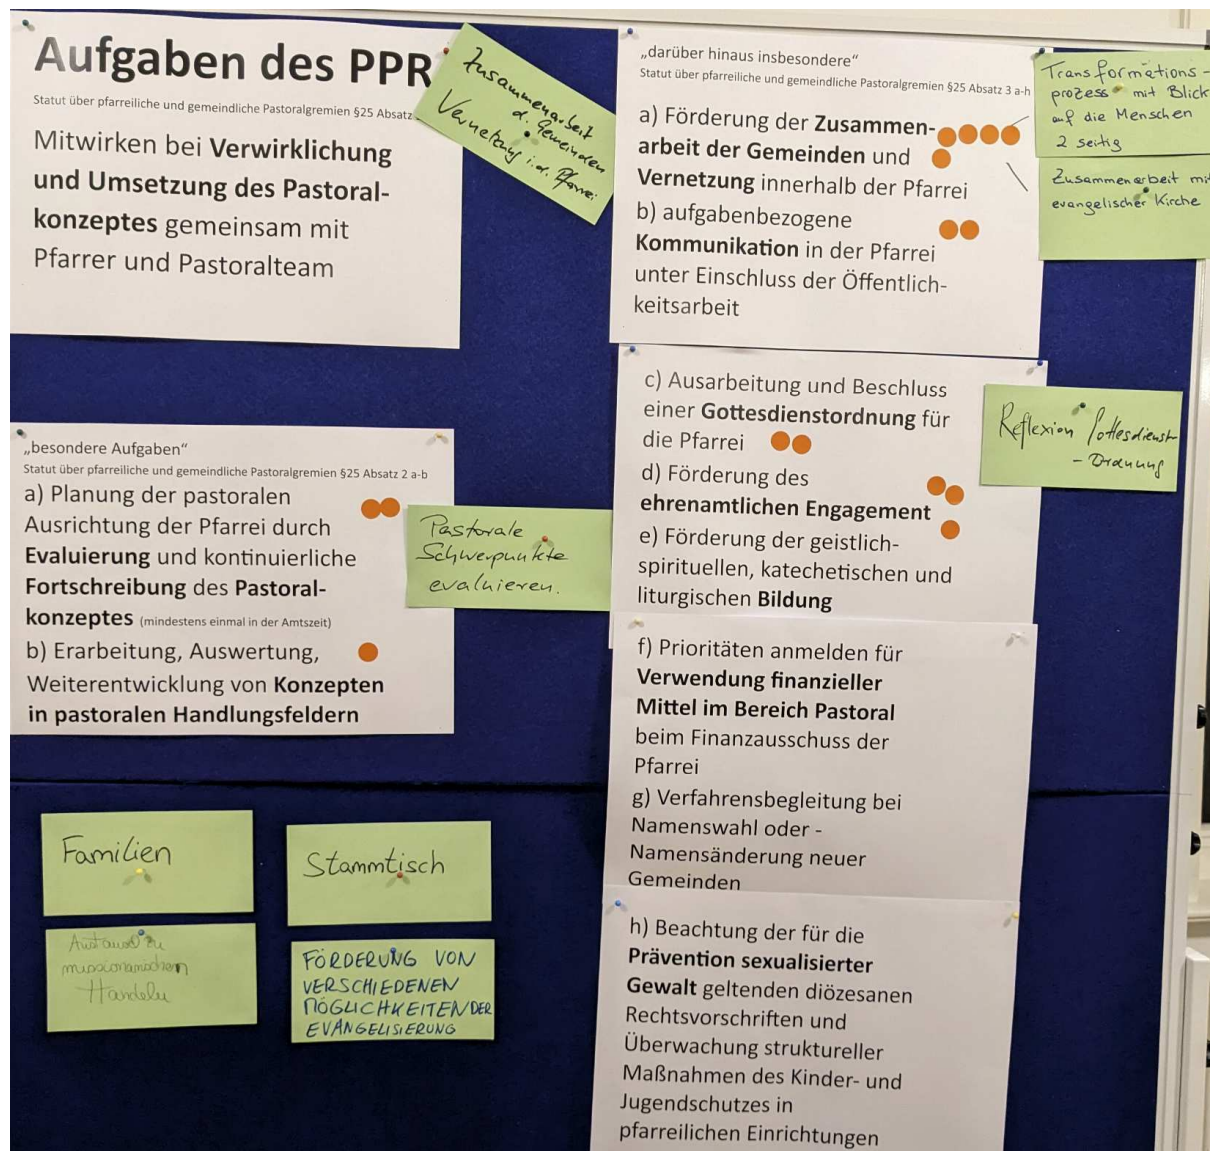 Aufgaben des PPR
Statut über pfarreiliche und gemeindliche Pastoralgremien §25 Absatz
Mitwirken bei Verwirklichung
und Umsetzung des Pastoral-
konzeptes gemeinsam mit
Pfarrer und Pastoralteam
Zusammenarbeit
d. Gemeinden
Vernetzung i.d. Pfarrei
„besondere Aufgaben“
Statut über pfarreiliche und gemeindliche Pastoralgremien §25 Absatz 2 a-b
a) Planung der pastoralen
Ausrichtung der Pfarrei durch
Evaluierung und kontinuierliche
Fortschreibung des Pastoral-
konzeptes (mindestens einmal in der Amtszeit)
b) Erarbeitung, Auswertung,
Weiterentwicklung von Konzepten
in pastoralen Handlungsfeldern
Pastorale
Schwerpunkte
evaluieren.
Familien
Stammtisch
missionarischem
Handeln
FÖRDERUNG VON
VERSCHIEDENEN
MÖGLICHKEITEN DER
EVANGELISIERUNG
„darüber hinaus insbesondere“
Statut über pfarreiliche und gemeindliche Pastoralgremien §25 Absatz 3 a-h
a) Förderung der Zusammen-
arbeit der Gemeinden und
Vernetzung innerhalb der Pfarrei
b) aufgabenbezogene
Kommunikation in der Pfarrei
unter Einschluss der Öffentlich-
keitsarbeit
Transformations-
prozess mit Blick
auf die Menschen
2 seitig
Zusammenarbeit mit
evangelischer Kirche
c) Ausarbeitung und Beschluss
einer Gottesdienstordnung für
die Pfarrei
d) Förderung des
ehrenamtlichen Engagement
e) Förderung der geistlich-
spirituellen, katechetischen und
liturgischen Bildung
Reflexion Gottesdienst
- Ordnung
f) Prioritäten anmelden für
Verwendung finanzieller
Mittel im Bereich Pastoral
beim Finanzausschuss der
Pfarrei
g) Verfahrensbegleitung bei
Namenswahl oder -
Namensänderung neuer
Gemeinden
h) Beachtung der für die
Prävention sexualisierter
Gewalt geltenden diözesanen
Rechtsvorschriften und
Überwachung struktureller
Maßnahmen des Kinder- und
Jugendschutzes in
pfarreilichen Einrichtungen